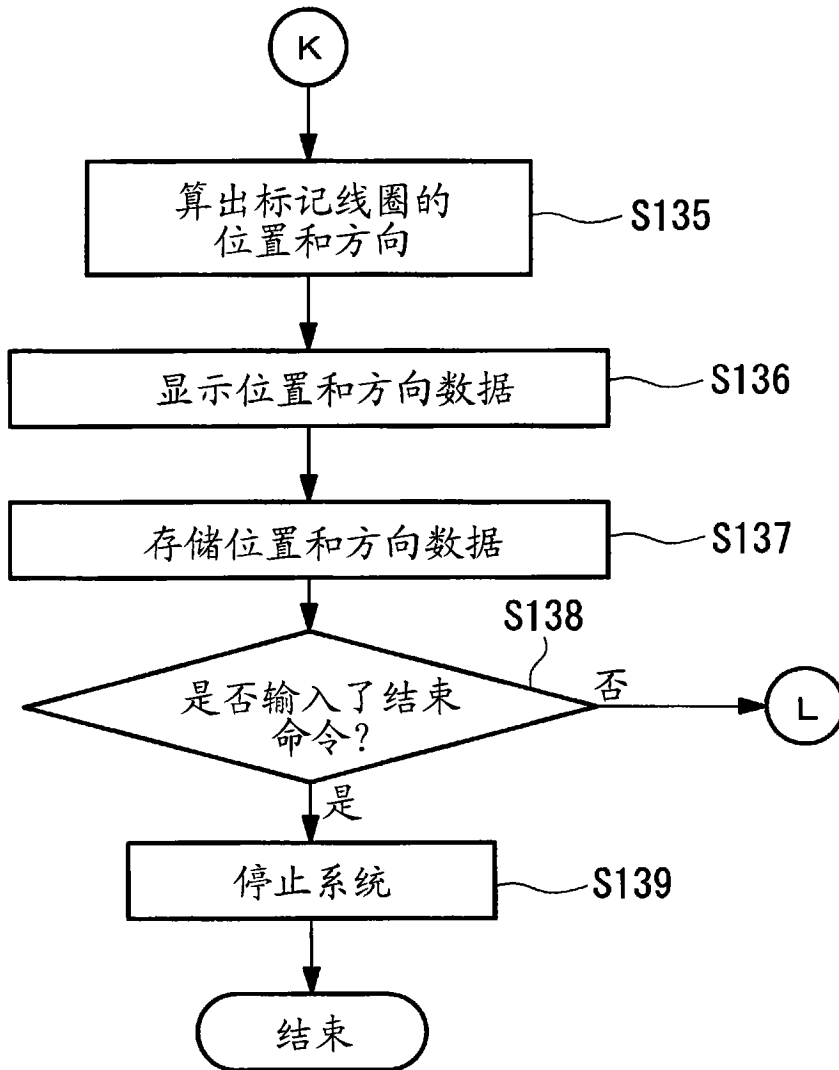 K
算出标记线圈的
位置和方向
S135
显示位置和方向数据
S136
存储位置和方向数据
S137
S138
是否输入了结束
命令?
否
L
是
停止系统
S139
结束